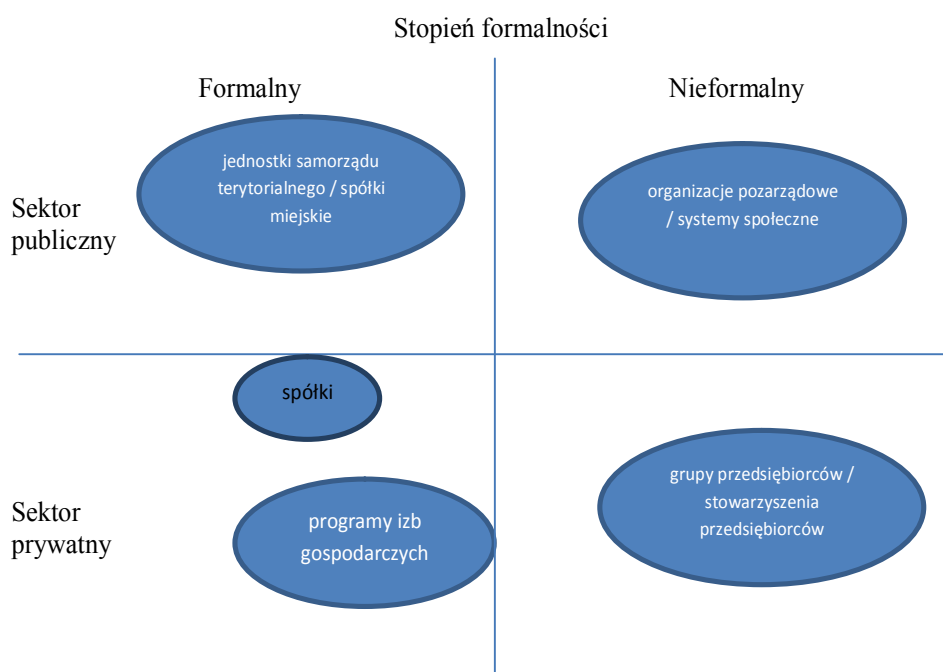 Stopień formalności
Formalny
Nieformalny
jednostki samorządu
terytorialnego / spółki
miejskie
organizacje pozarządowe
/ systemy społeczne
Sektor
publiczny
spółki
programy izb
gospodarczych
grupy przedsiębiorców /
stowarzyszenia
przedsiębiorców
Sektor
prywatny